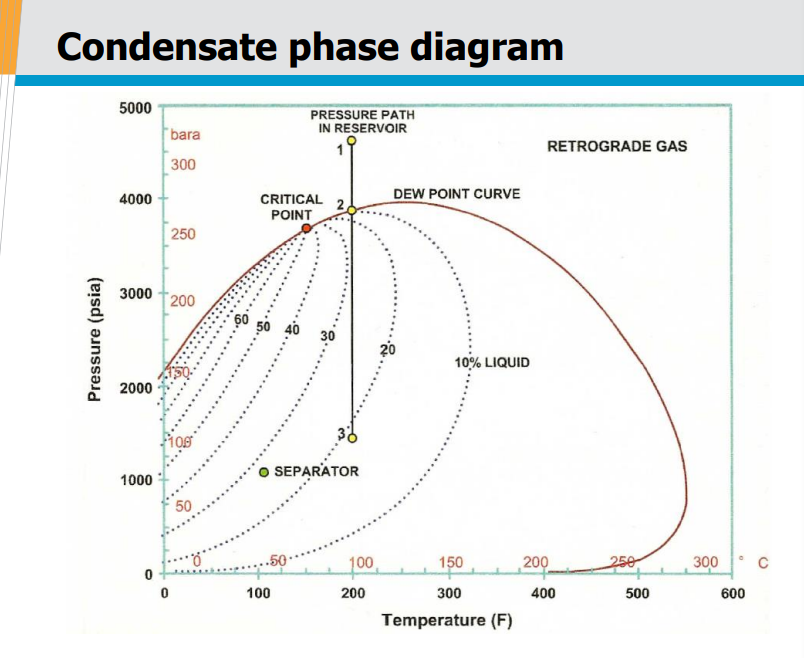 Condensate phase diagram
5000
PRESSURE PATH
IN RESERVOIR
bara
1
RETROGRADE GAS
300
4000
CRITICAL
POINT
2
DEW POINT CURVE
250
3000
200
60
50
40
30
20
10% LIQUID
Pressure (psia)
150
2000
3
100
SEPARATOR
1000
50
0
50
100
150
200
250
300
° C
0
0
100
200
300
400
500
600
Temperature (F)